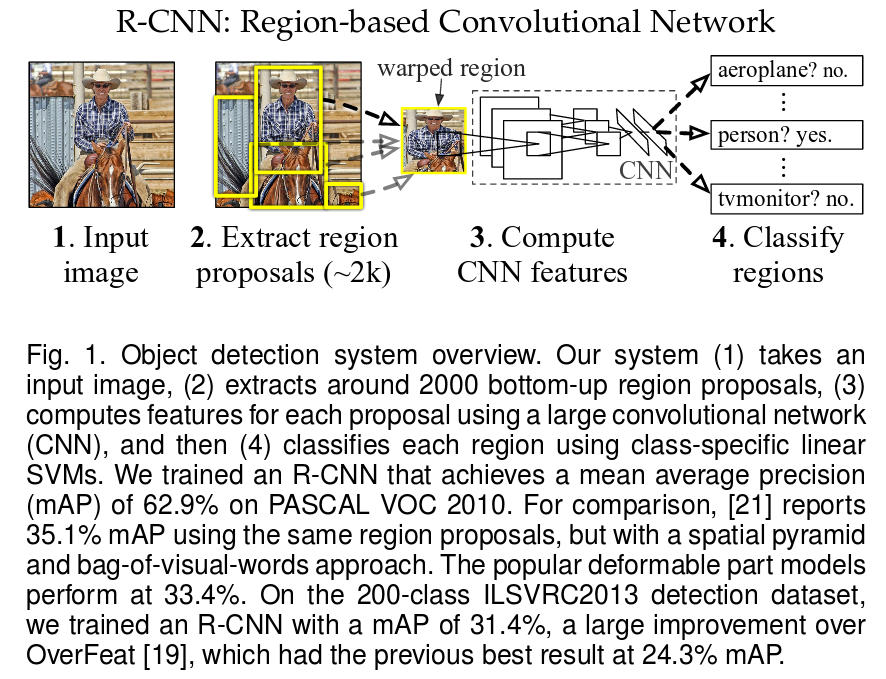 R-CNN: Region-based Convolutional Network
warped region
aeroplane? no.
person? yes.
CNN
tvmonitor? no.
1. Input
image
2. Extract region
proposals (~2k)
3. Compute
CNN features
4. Classify
regions
Fig. 1. Object detection system overview. Our system (1) takes an
input image, (2) extracts around 2000 bottom-up region proposals, (3)
computes features for each proposal using a large convolutional network
(CNN), and then (4) classifies each region using class-specific linear
SVMs. We trained an R-CNN that achieves a mean average precision
(mAP) of 62.9% on PASCAL VOC 2010. For comparison, [21] reports
35.1% mAP using the same region proposals, but with a spatial pyramid
and bag-of-visual-words approach. The popular deformable part models
perform at 33.4%. On the 200-class ILSVRC2013 detection dataset,
we trained an R-CNN with a mAP of 31.4%, a large improvement over
OverFeat [19], which had the previous best result at 24.3% mAP.